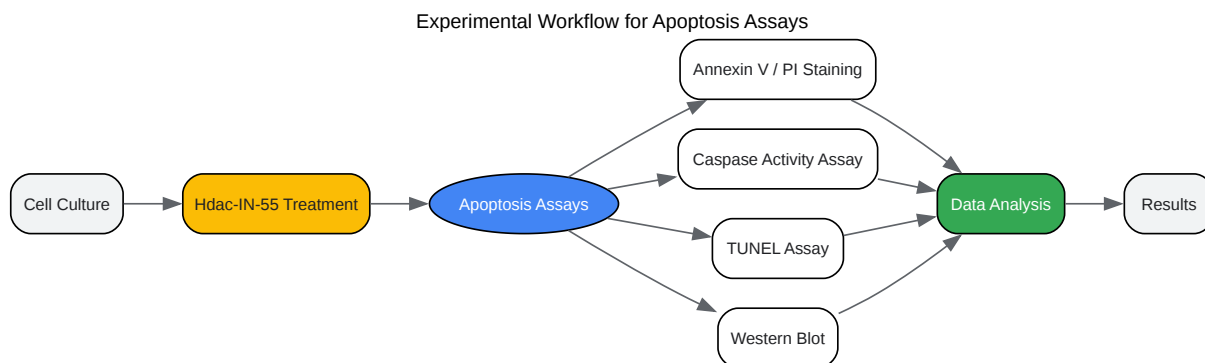 Experimental Workflow for Apoptosis Assays
Cell Culture
Hdac-IN-55 Treatment
Apoptosis Assays
Annexin V / PI Staining
Caspase Activity Assay
TUNEL Assay
Western Blot
Data Analysis
Results